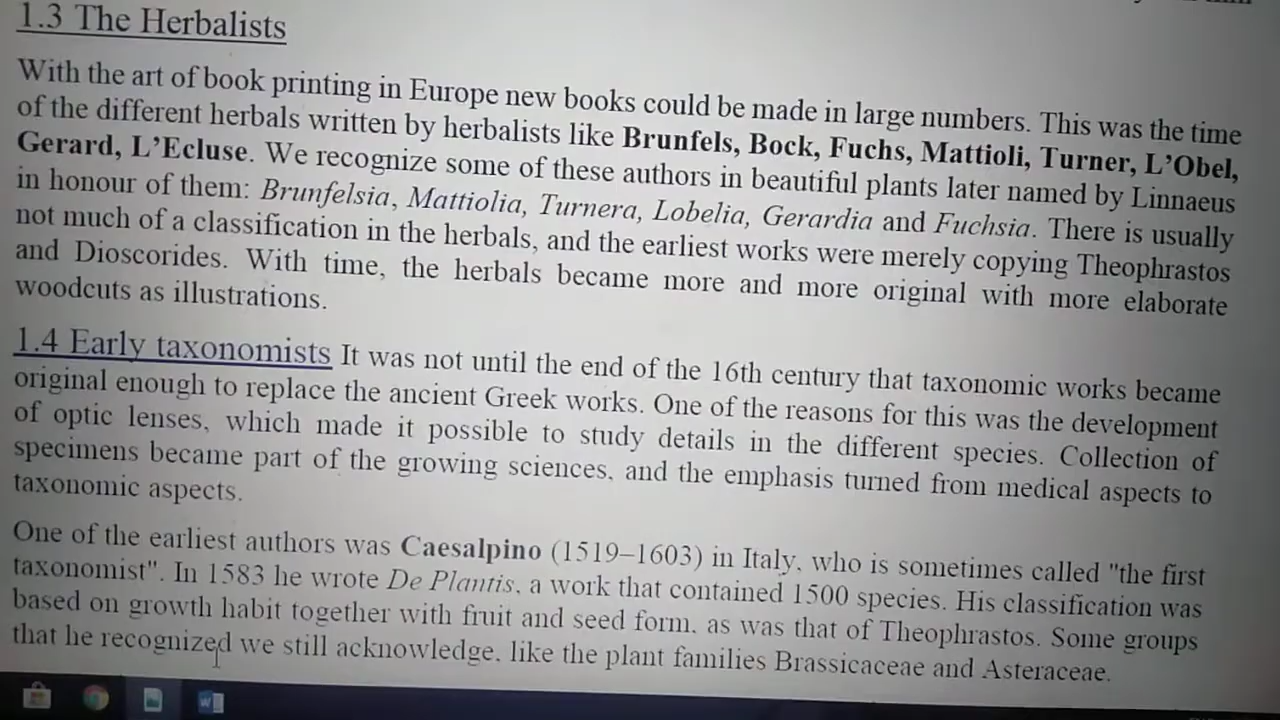 1.3 The Herbalists
With the art of book printing in Europe new books could be made in large numbers. This was the time
of the different herbals written by herbalists like Brunfels, Bock, Fuchs, Mattioli, Turner, L'Obel,
Gerard, L'Ecluse. We recognize some of these authors in beautiful plants later named by Linnaeus
in honour of them: Brunfelsia, Mattiolia, Turnera, Lobelia, Gerardia and Fuchsia. There is usually
not much of a classification in the herbals, and the earliest works were merely copying Theophrastos
and Dioscorides. With time, the herbals became more and more original with more elaborate
woodcuts as illustrations.
1.4 Early taxonomists It was not until the end of the 16th century that taxonomic works became
original enough to replace the ancient Greek works. One of the reasons for this was the development
of optic lenses, which made it possible to study details in the different species. Collection of
specimens became part of the growing sciences, and the emphasis turned from medical aspects to
taxonomic aspects.
One of the earliest authors was Caesalpino (1519–1603) in Italy, who is sometimes called "the first
taxonomist". In 1583 he wrote De Plantis, a work that contained 1500 species. His classification was
based on growth habit together with fruit and seed form, as was that of Theophrastos. Some groups
that he recognized we still acknowledge, like the plant families Brassicaceae and Asteraceae.
W